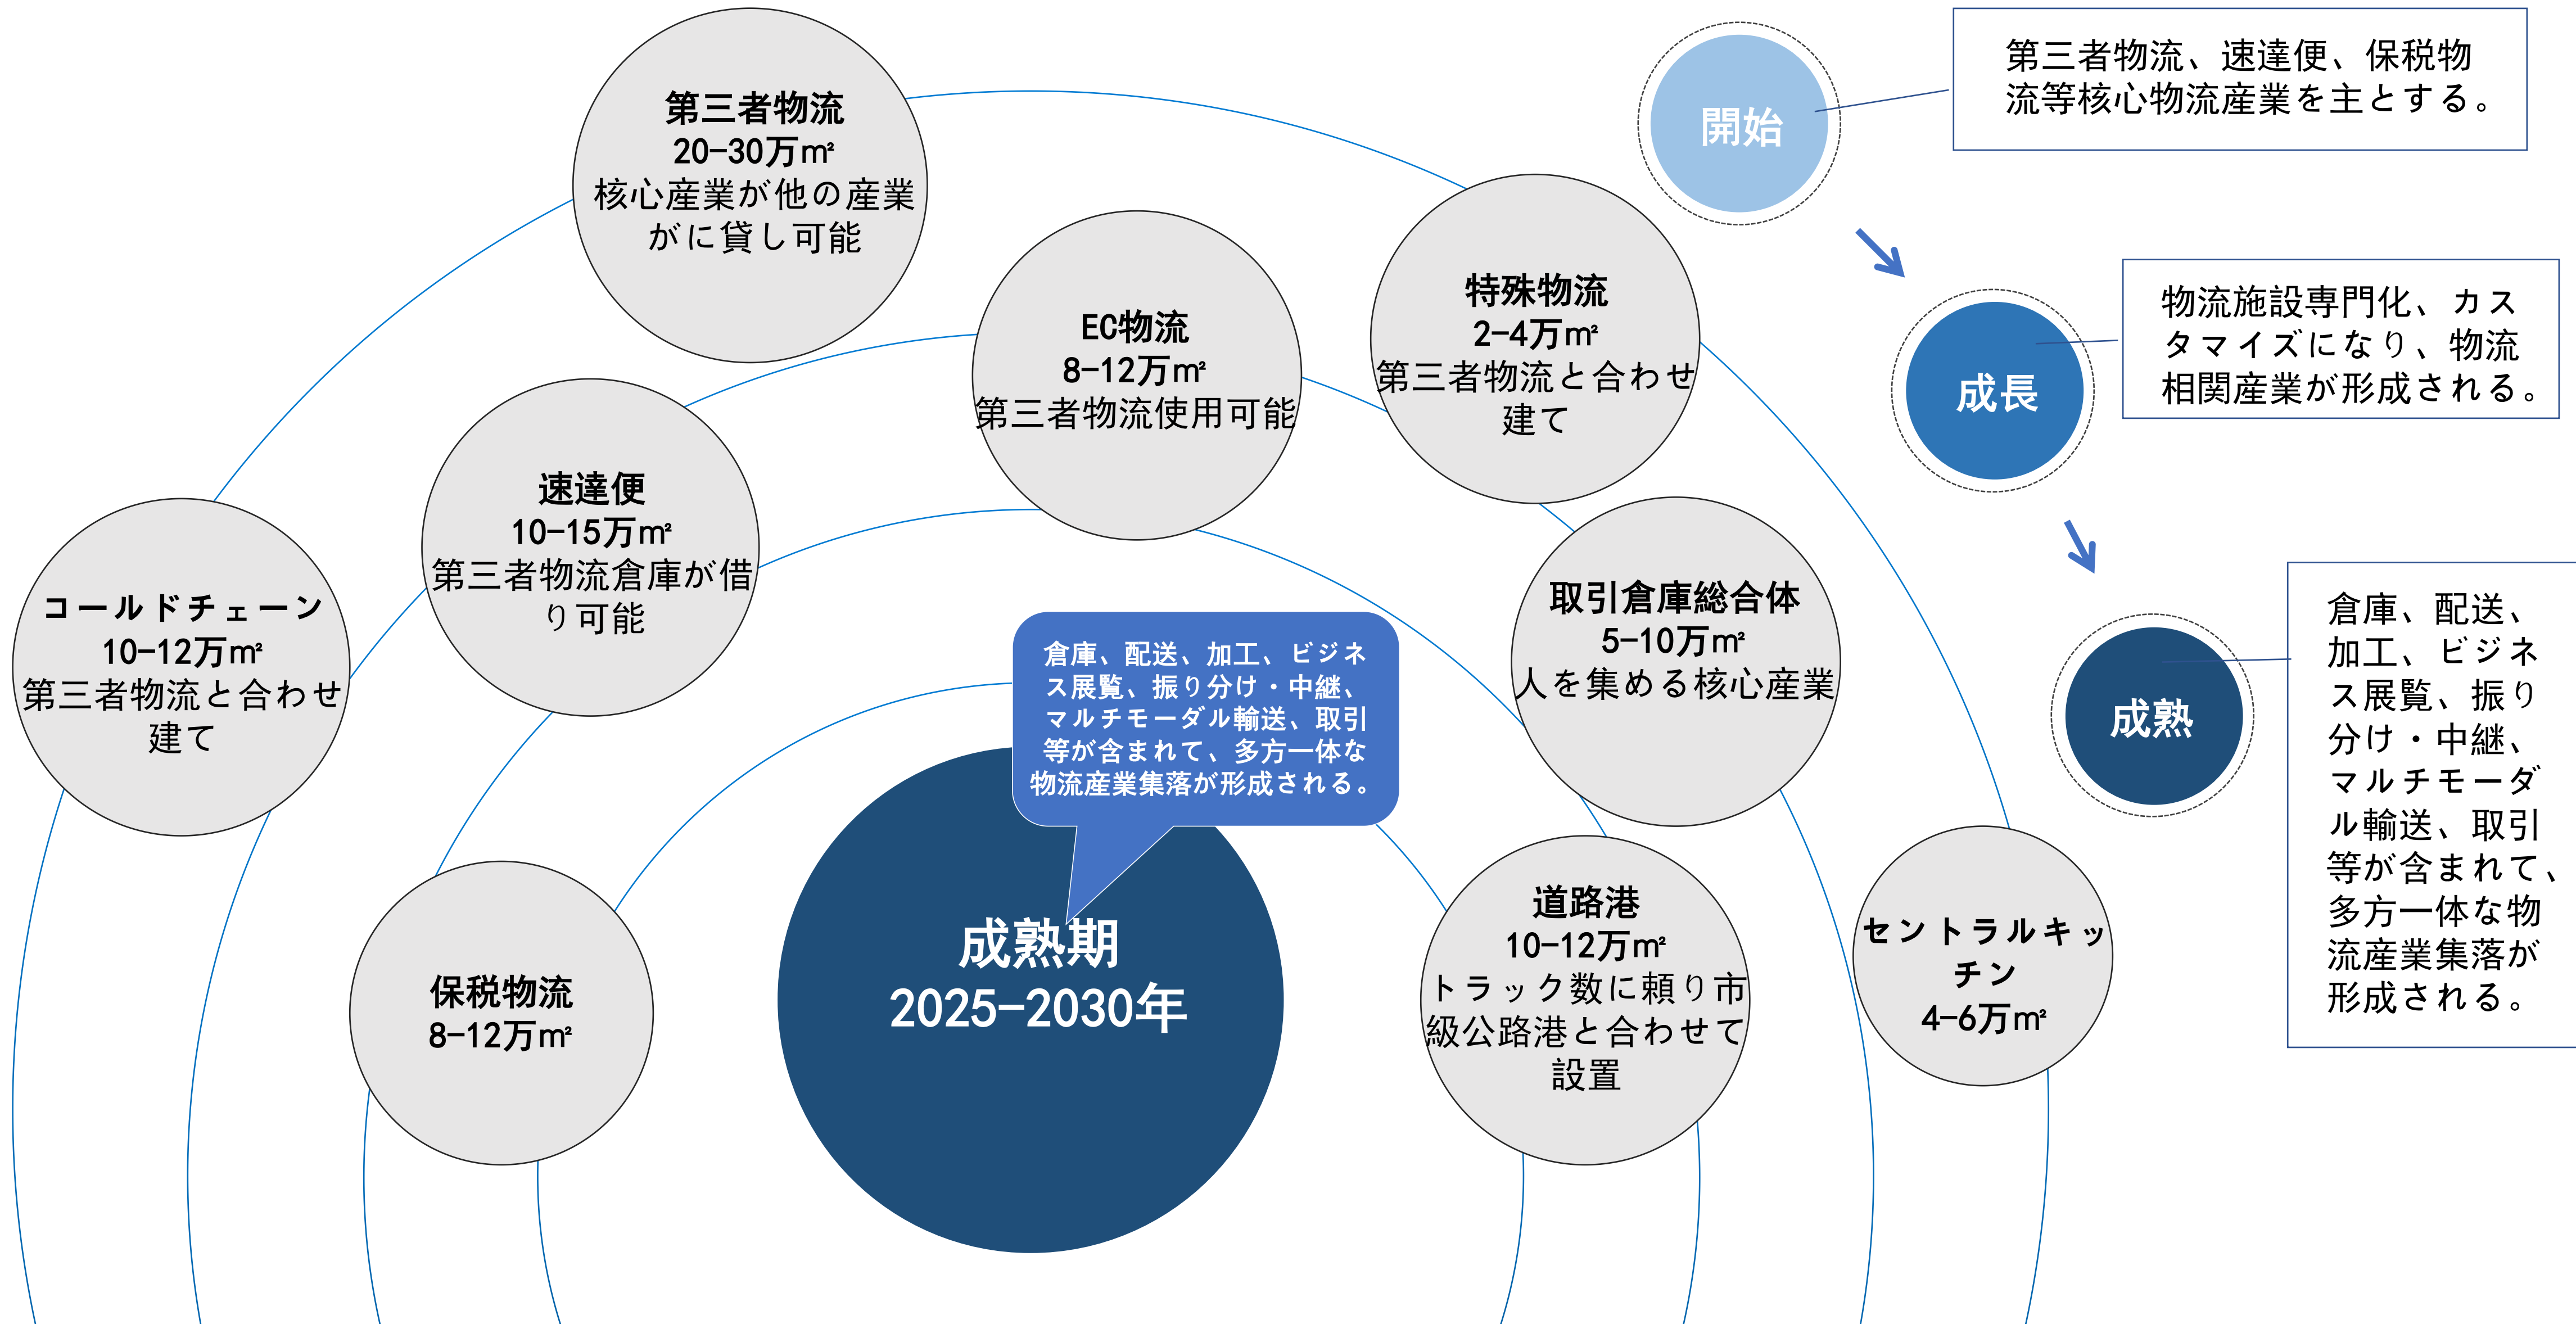 第三者物流
20-30万㎡
核心産業が他の産業
がに貸し可能
EC物流
8-12万㎡
第三者物流使用可能
特殊物流
2-4万㎡
第三者物流と合わせ
建て
速達便
10-15万㎡
第三者物流倉庫が借
り可能
コールドチェーン
10-12万㎡
第三者物流と合わせ
建て
取引倉庫総合体
5-10万㎡
人を集める核心産業
保税物流
8-12万㎡
道路港
10-12万㎡
トラック数に頼り市
級公路港と合わせて
設置
セントラルキッ
チン
4-6万㎡
倉庫、配送、加工、ビジネ
ス展覧、振り分け・中継、
マルチモーダル輸送、取引
等が含まれて、多方一体な
物流産業集落が形成される。
成熟期
2025-2030年
開始
第三者物流、速達便、保税物
流等核心物流産業を主とする。
成長
物流施設専門化、カス
タマイズになり、物流
相関産業が形成される。
成熟
倉庫、配送、
加工、ビジネ
ス展覧、振り
分け・中継、
マルチモーダ
ル輸送、取引
等が含まれて、
多方一体な物
流産業集落が
形成される。